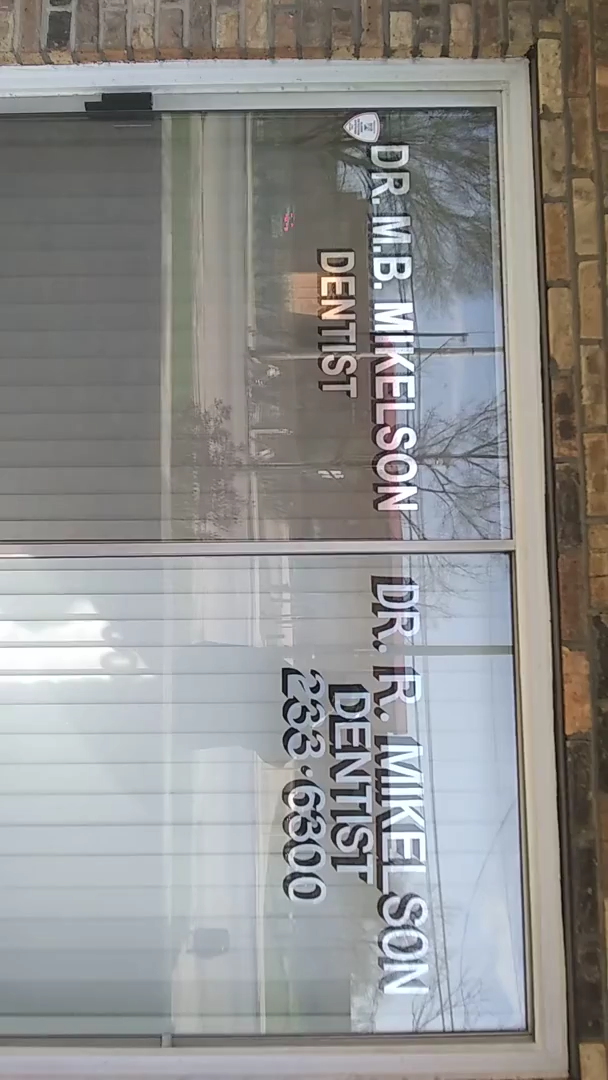 DR. M.B. MIKELSON
DENTIST
DR. R. MIKELSON
DENTIST
233-6300